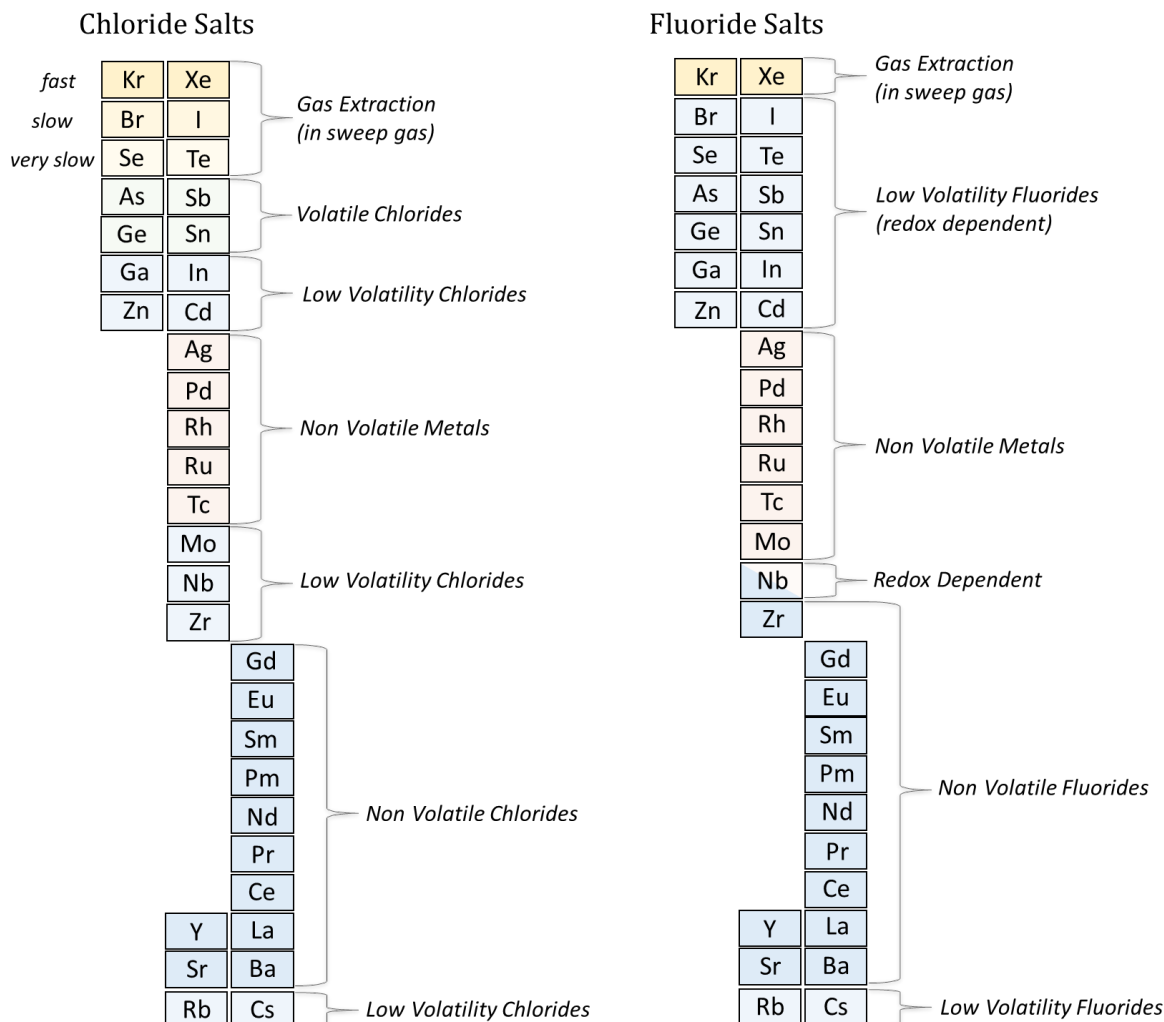 Chloride Salts
fast
Kr Xe
slow
Br I
very slow
Se Te
Gas Extraction
(in sweep gas)
As Sb
Ge Sn
Volatile Chlorides
Ga In
Zn Cd
Low Volatility Chlorides
Ag
Pd
Rh
Ru
Tc
Non Volatile Metals
Mo
Nb
Zr
Low Volatility Chlorides
Gd
Eu
Sm
Pm
Nd
Pr
Ce
Y La
Sr Ba
Non Volatile Chlorides
Rb Cs
Low Volatility Chlorides
Fluoride Salts
Kr Xe
Gas Extraction
(in sweep gas)
Br I
Se Te
As Sb
Ge Sn
Ga In
Zn Cd
Low Volatility Fluorides
(redox dependent)
Ag
Pd
Rh
Ru
Tc
Mo
Non Volatile Metals
Nb
Redox Dependent
Zr
Gd
Eu
Sm
Pm
Nd
Pr
Ce
Y La
Sr Ba
Non Volatile Fluorides
Rb Cs
Low Volatility Fluorides